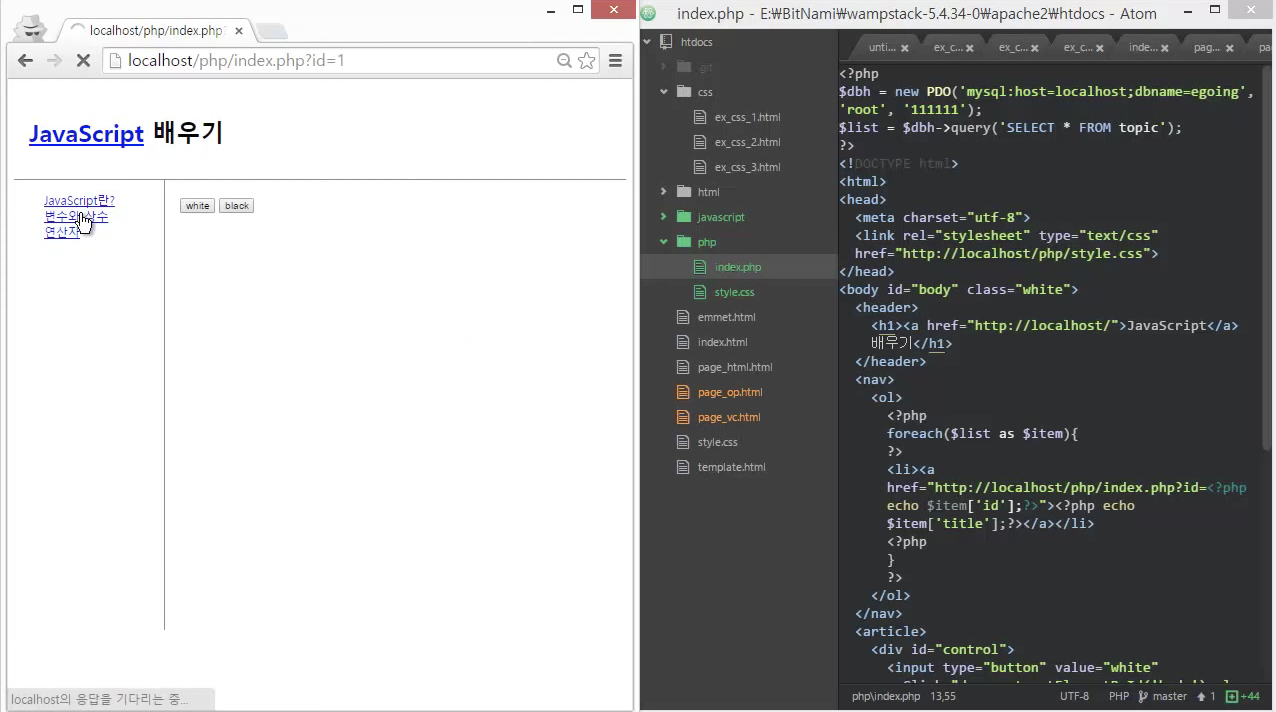 localhost/php/index.php
localhost/php/index.php?id=1
JavaScript 배우기
JavaScript란?
변수와 상수
연산자
white
black
localhost의 응답을 기다리는 중...
index.php - E:₩BitNami₩wampstack-5.4.34-0₩apache2₩htdocs - Atom
htdocs
.git
css
ex_css_1.html
ex_css_2.html
ex_css_3.html
html
javascript
php
index.php
style.css
emmet.html
index.html
page_html.html
page_op.html
page_vc.html
style.css
template.html
unti...
ex_c...
ex_c...
ex_c...
inde...
pag...
pa
<?php
$dbh = new PDO('mysql:host=localhost;dbname=egoing',
'root', '111111');
$list = $dbh->query('SELECT * FROM topic');
?>
<!DOCTYPE html>
<html>
<head>
<meta charset="utf-8">
<link rel="stylesheet" type="text/css"
href="http://localhost/php/style.css">
</head>
<body id="body" class="white">
<header>
<h1><a href="http://localhost/">JavaScript</a>
배우기</h1>
</header>
<nav>
<ol>
<?php
foreach($list as $item){
?>
<li><a
href="http://localhost/php/index.php?id=<?php
echo $item['id'];?>"><?php echo
$item['title'];?></a></li>
<?php
}
?>
</ol>
</nav>
<article>
<div id="control">
<input type="button" value="white"
php\index.php 13,55
UTF-8 PHP master 1 +44